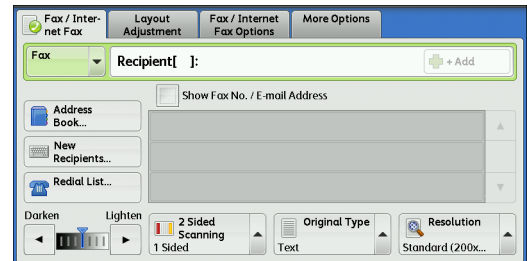 Fax / Inter-
net Fax
Layout
Adjustment
Fax / Internet
Fax Options
More Options
Fax
Recipient[   ]:
+ Add
Show Fax No. / E-mail Address
Address
Book...
New
Recipients...
Redial List...
Darken
Lighten
2 Sided
Scanning
1 Sided
Original Type
Text
Resolution
Standard (200x...